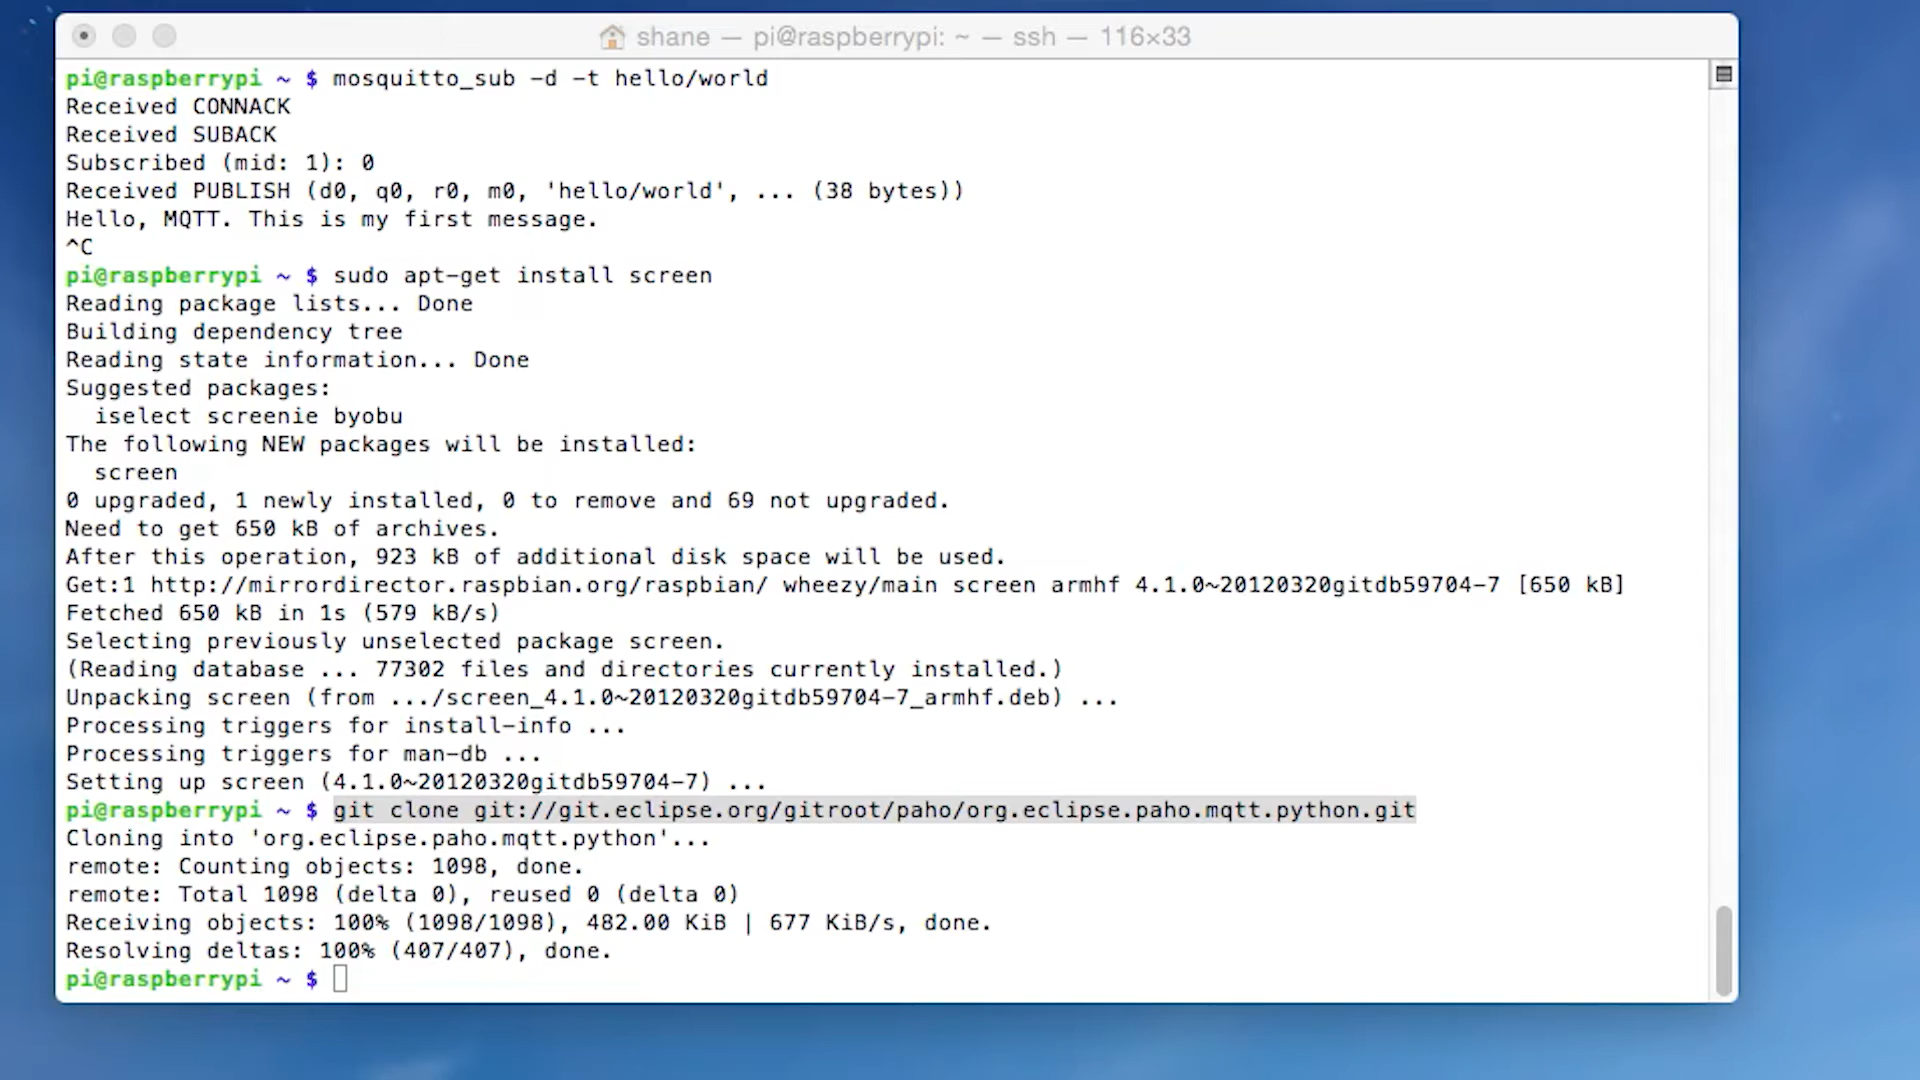 shane — pi@raspberrypi: ~ — ssh — 116×33
pi@raspberrypi ~ $ mosquitto_sub -d -t hello/world
Received CONNACK
Received SUBACK
Subscribed (mid: 1): 0
Received PUBLISH (d0, q0, r0, m0, 'hello/world', ... (38 bytes))
Hello, MQTT. This is my first message.
^C
pi@raspberrypi ~ $ sudo apt-get install screen
Reading package lists... Done
Building dependency tree
Reading state information... Done
Suggested packages:
  iselect screenie byobu
The following NEW packages will be installed:
  screen
0 upgraded, 1 newly installed, 0 to remove and 69 not upgraded.
Need to get 650 kB of archives.
After this operation, 923 kB of additional disk space will be used.
Get:1 http://mirrordirector.raspbian.org/raspbian/ wheezy/main screen armhf 4.1.0~20120320gitdb59704-7 [650 kB]
Fetched 650 kB in 1s (579 kB/s)
Selecting previously unselected package screen.
(Reading database ... 77302 files and directories currently installed.)
Unpacking screen (from .../screen_4.1.0~20120320gitdb59704-7_armhf.deb) ...
Processing triggers for install-info ...
Processing triggers for man-db ...
Setting up screen (4.1.0~20120320gitdb59704-7) ...
pi@raspberrypi ~ $ git clone git://git.eclipse.org/gitroot/paho/org.eclipse.paho.mqtt.python.git
Cloning into 'org.eclipse.paho.mqtt.python'...
remote: Counting objects: 1098, done.
remote: Total 1098 (delta 0), reused 0 (delta 0)
Receiving objects: 100% (1098/1098), 482.00 KiB | 677 KiB/s, done.
Resolving deltas: 100% (407/407), done.
pi@raspberrypi ~ $